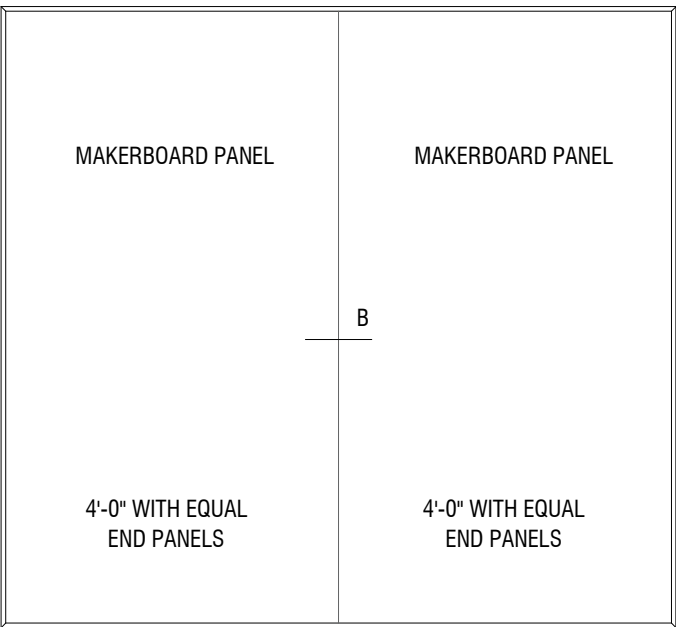 MAKERBOARD PANEL
MAKERBOARD PANEL
B
4'-0" WITH EQUAL
END PANELS
4'-0" WITH EQUAL
END PANELS